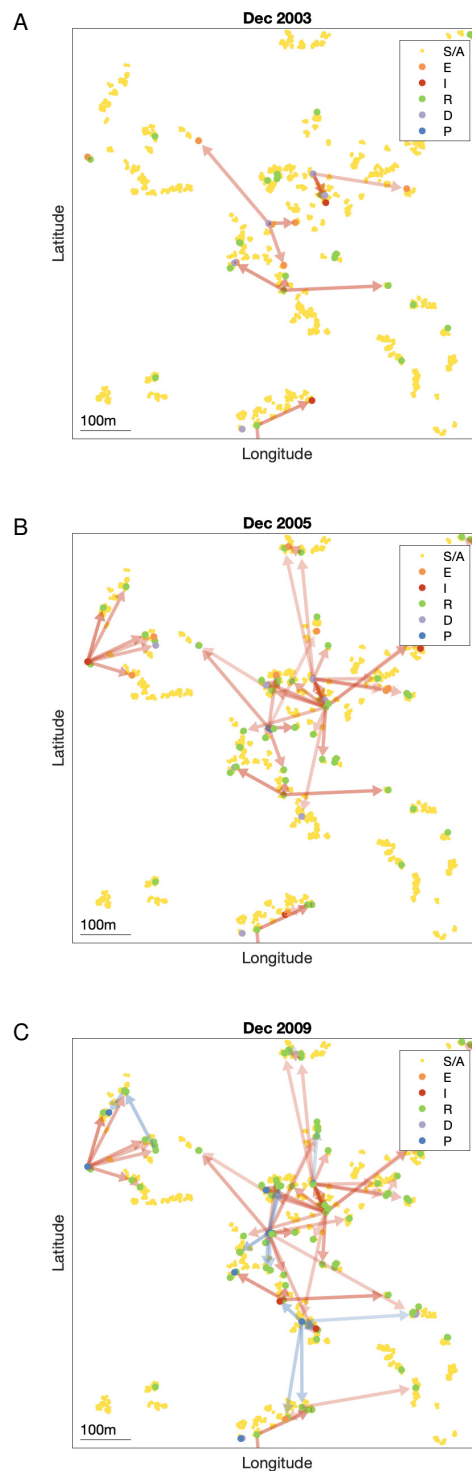 A
Dec 2003
S/A
E
I
R
D
P
Latitude
100m
Longitude
B
Dec 2005
S/A
E
I
R
D
P
Latitude
100m
Longitude
C
Dec 2009
S/A
E
I
R
D
P
Latitude
100m
Longitude